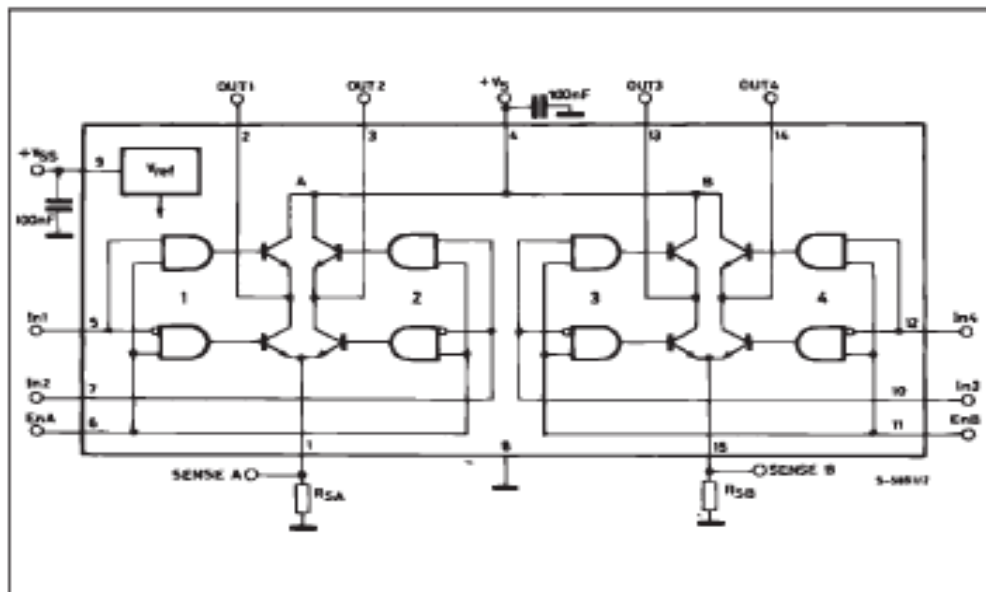 OUT1
OUT2
+VS
100nF
OUT3
OUT4
2
3
4
13
14
+VSS
9
Vref
A
B
100nF
1
2
3
4
In1
5
12
In4
In2
7
10
In3
EnA
6
11
EnB
1
8
15
SENSE A
SENSE B
RSA
RSB